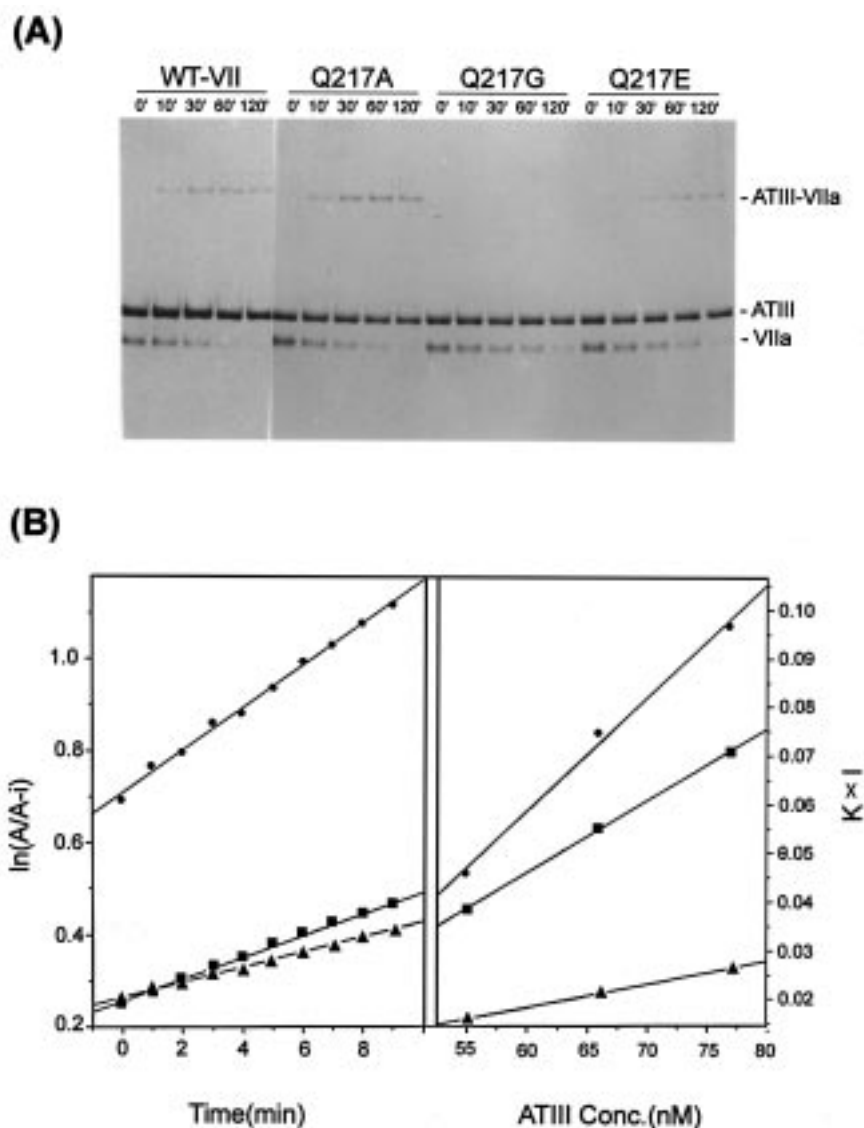 (A)
WT-VII Q217A Q217G Q217E
0' 10' 30' 60' 120' 0' 10' 30' 60' 120' 0' 10' 30' 60' 120' 0' 10' 30' 60' 120'
- ATIII-VIIa
- ATIII
- VIIa
(B)
ln(A/A-i)
1.0
0.8
0.6
0.4
0.2
0 2 4 6 8
Time(min)
0.10
0.09
0.08
0.07
0.06
0.05
0.04
0.03
0.02
K × I
55 60 65 70 75 80
ATIII Conc.(nM)